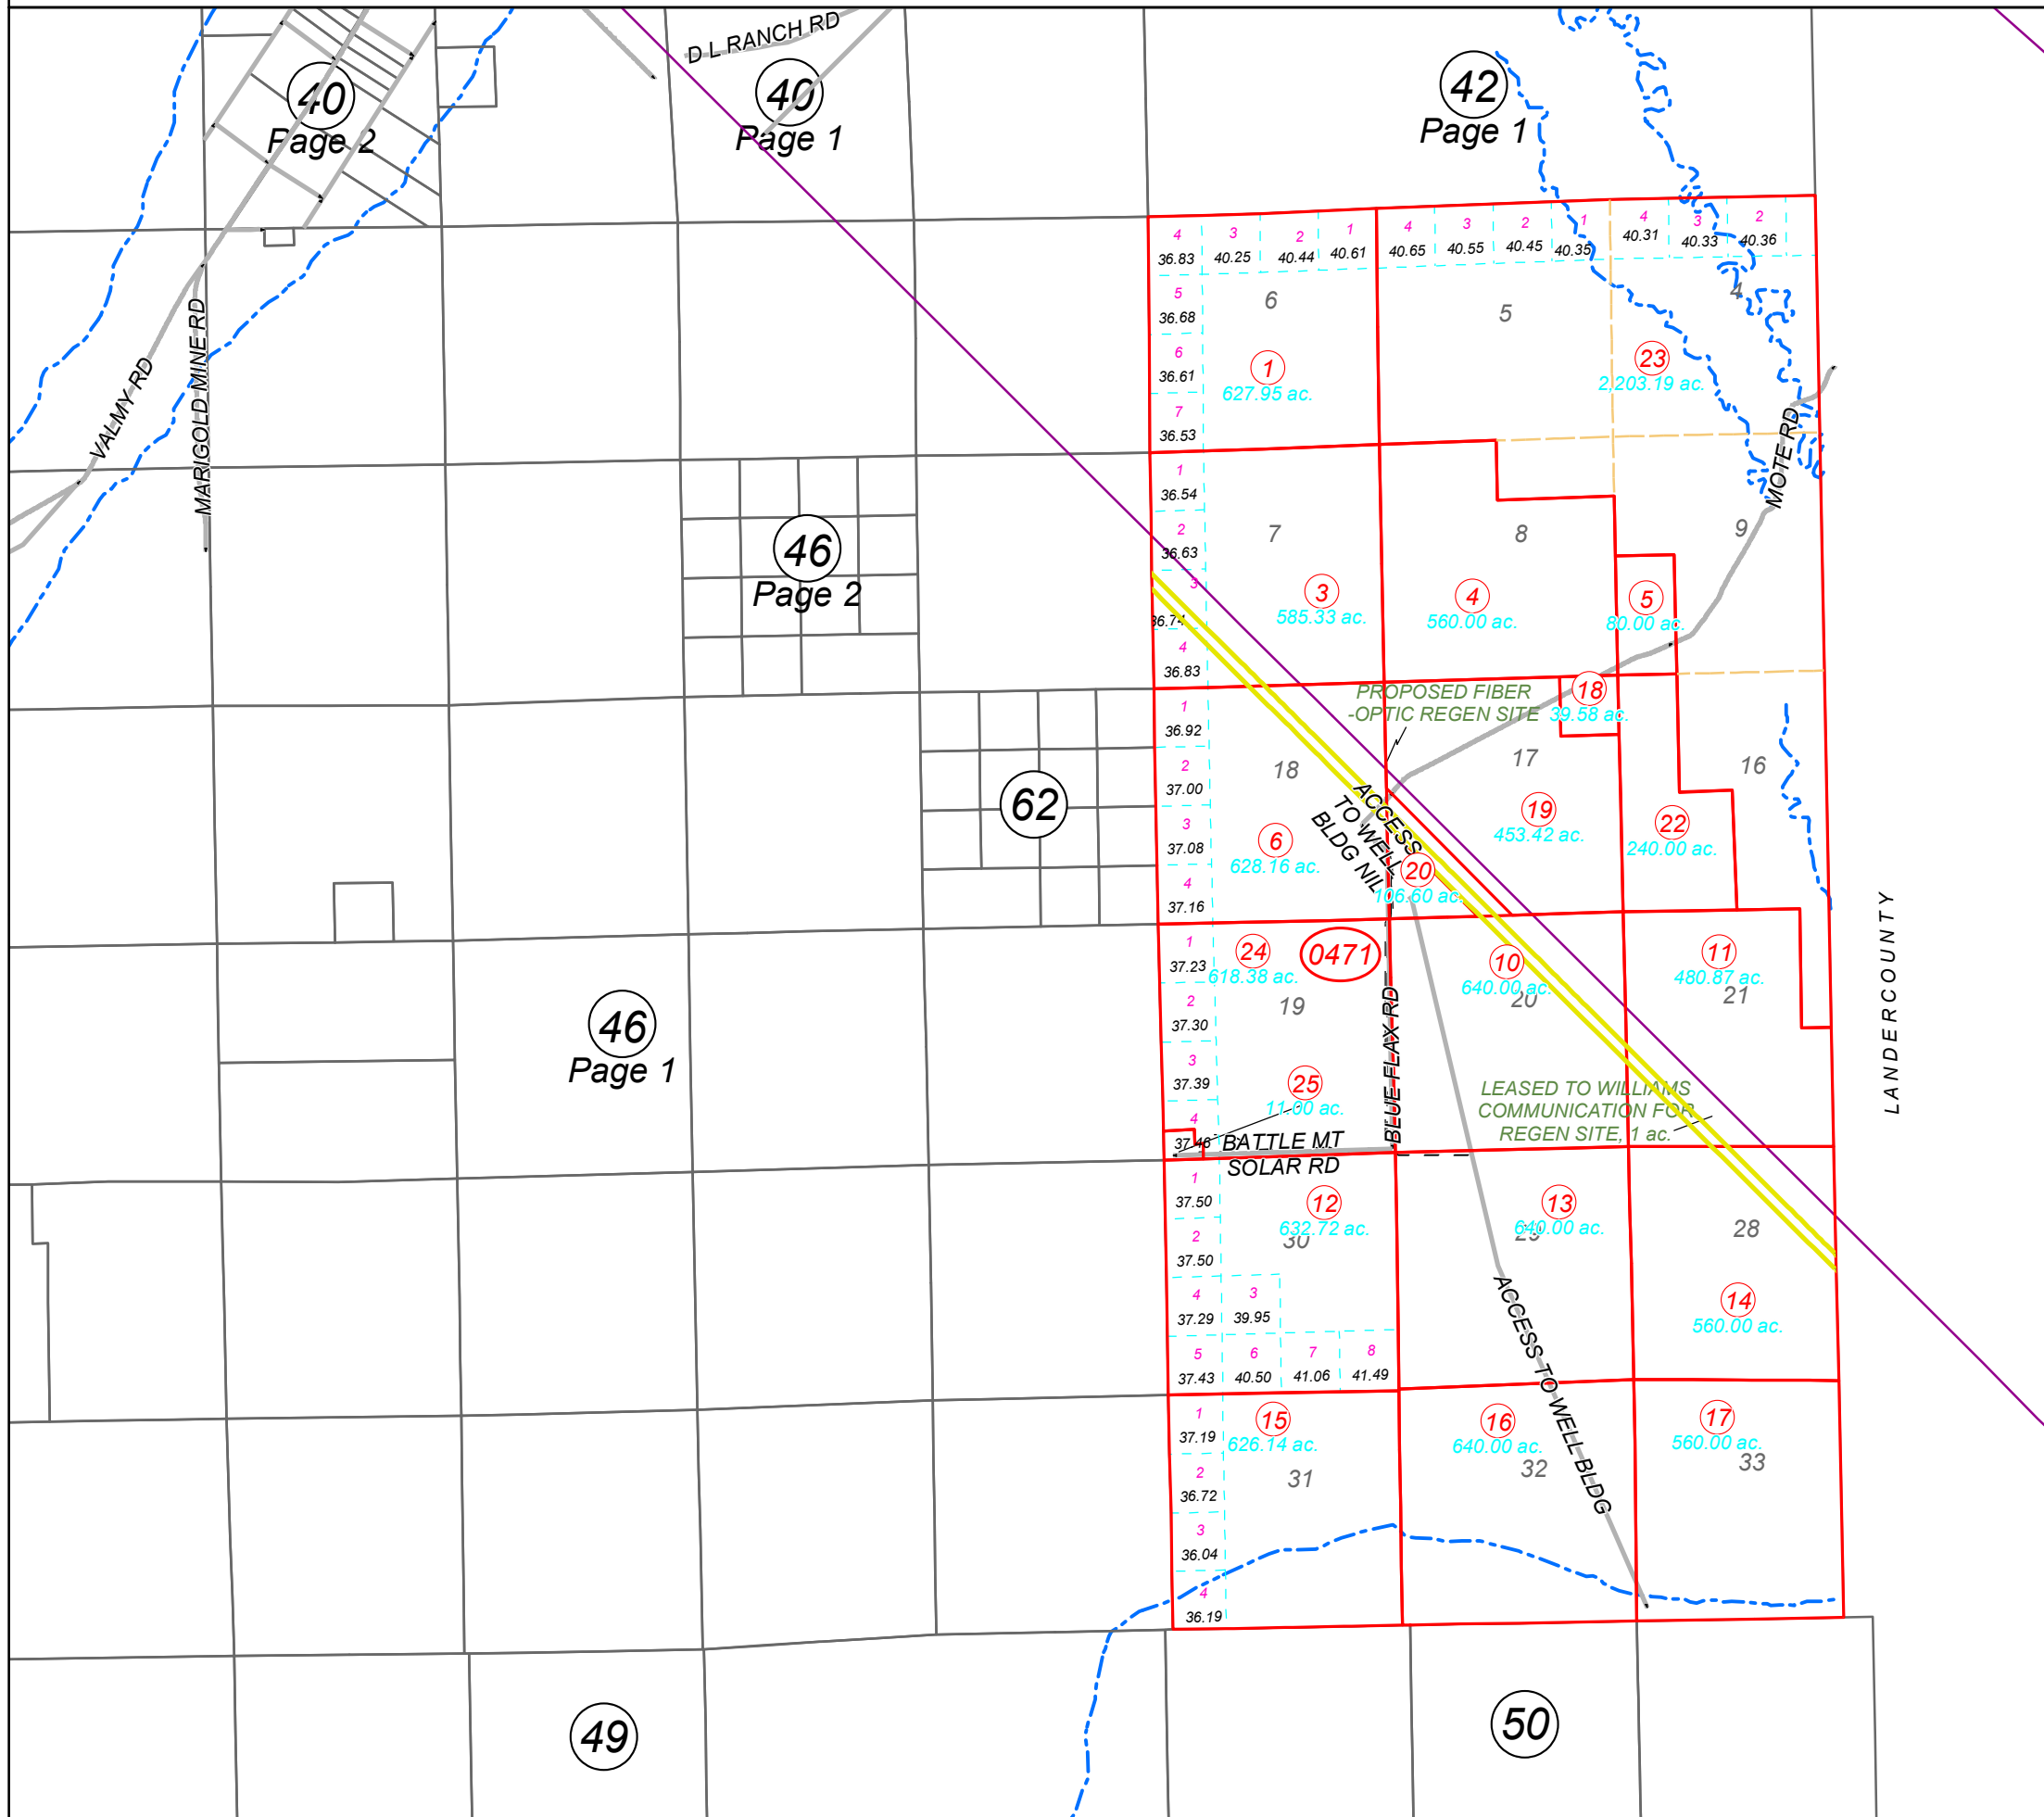 D L RANCH RD
40
Page 2
40
Page 1
42
Page 1
4
3
2
1
4
3
2
1
4
3
2
36.83
40.25
40.44
40.61
40.65
40.55
40.45
40.35
40.31
40.33
40.36
5
36.68
6
5
4
6
36.61
1
627.95 ac.
23
2,203.19 ac.
7
36.53
VALMY RD
MARIGOLD MINE RD
MOTE RD
1
36.54
2
36.63
7
8
9
46
Page 2
3
36.74
3
585.33 ac.
4
560.00 ac.
5
80.00 ac.
4
36.83
PROPOSED FIBER
-OPTIC REGEN SITE
18
39.58 ac.
1
36.92
2
37.00
18
17
16
62
3
37.08
6
628.16 ac.
ACCESS
TO WELL
BLDG NIL
19
453.42 ac.
22
240.00 ac.
20
106.60 ac.
4
37.16
1
37.23
24
618.38 ac.
0471
10
640.00 ac.
11
480.87 ac.
LANDERCOUNTY
2
37.30
19
20
21
46
Page 1
BLUE FLAX RD
3
37.39
25
11.00 ac.
LEASED TO WILLIAMS
COMMUNICATION FOR
REGEN SITE, 1 ac.
4
37.46
BATTLE MT
SOLAR RD
1
37.50
12
632.72 ac.
13
640.00 ac.
2
37.50
30
29
28
4
37.29
3
39.95
14
560.00 ac.
ACCESS TO WELL BLDG
5
37.43
6
40.50
7
41.06
8
41.49
1
37.19
15
626.14 ac.
16
640.00 ac.
17
560.00 ac.
2
36.72
31
32
33
3
36.04
4
36.19
49
50